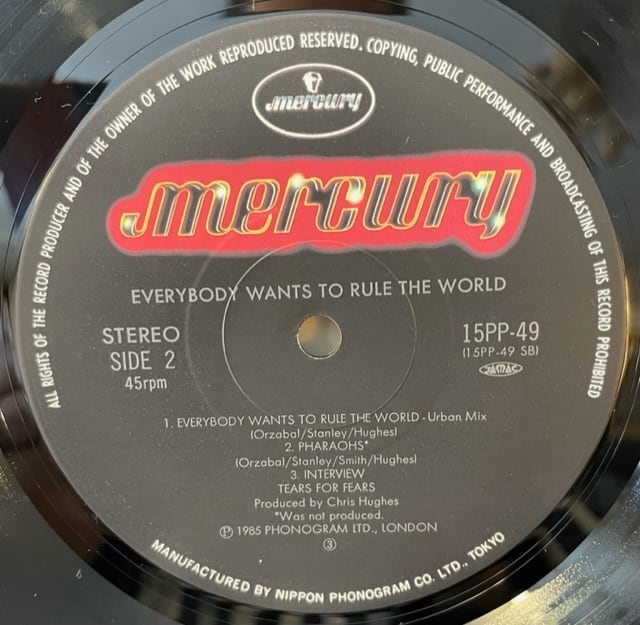 ALL RIGHTS OF THE RECORD PRODUCER AND OF THE OWNER OF THE WORK REPRODUCED RESERVED. COPYING, PUBLIC PERFORMANCE AND BROADCASTING OF THIS RECORD PROHIBITED
mercury
mercury
EVERYBODY WANTS TO RULE THE WORLD
STEREO
SIDE 2
45rpm
15PP-49
(15PP-49 SB)
JASRAC
1. EVERYBODY WANTS TO RULE THE WORLD - Urban Mix
(Orzabal/Stanley/Hughes)
2. PHARAOHS*
(Orzabal/Stanley/Smith/Hughes)
3. INTERVIEW
TEARS FOR FEARS
Produced by Chris Hughes
*Was not produced.
Ⓟ 1985 PHONOGRAM LTD., LONDON
③
MANUFACTURED BY NIPPON PHONOGRAM CO. LTD., TOKYO